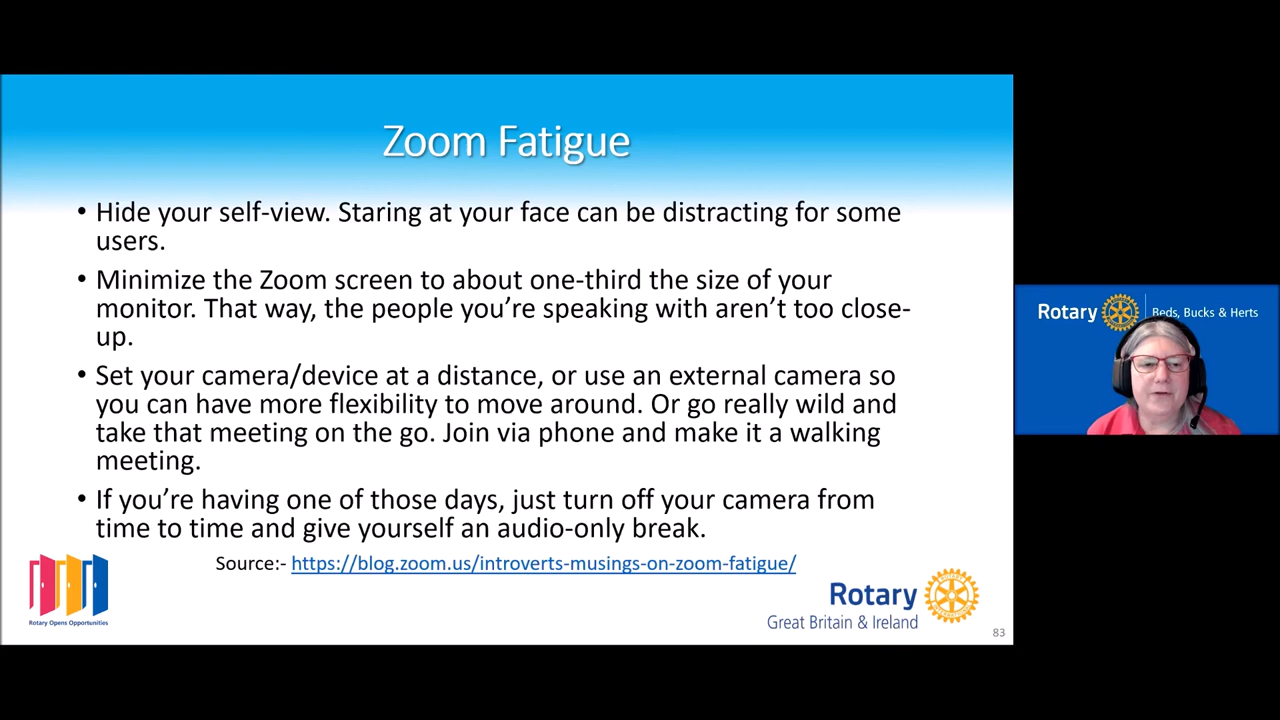 Zoom Fatigue
• Hide your self-view. Staring at your face can be distracting for some
users.
• Minimize the Zoom screen to about one-third the size of your
monitor. That way, the people you’re speaking with aren’t too close-
up.
• Set your camera/device at a distance, or use an external camera so
you can have more flexibility to move around. Or go really wild and
take that meeting on the go. Join via phone and make it a walking
meeting.
• If you’re having one of those days, just turn off your camera from
time to time and give yourself an audio-only break.
Source:- https://blog.zoom.us/introverts-musings-on-zoom-fatigue/
Rotary Opens Opportunities
Rotary
Great Britain & Ireland
83
Rotary
Beds, Bucks & Herts